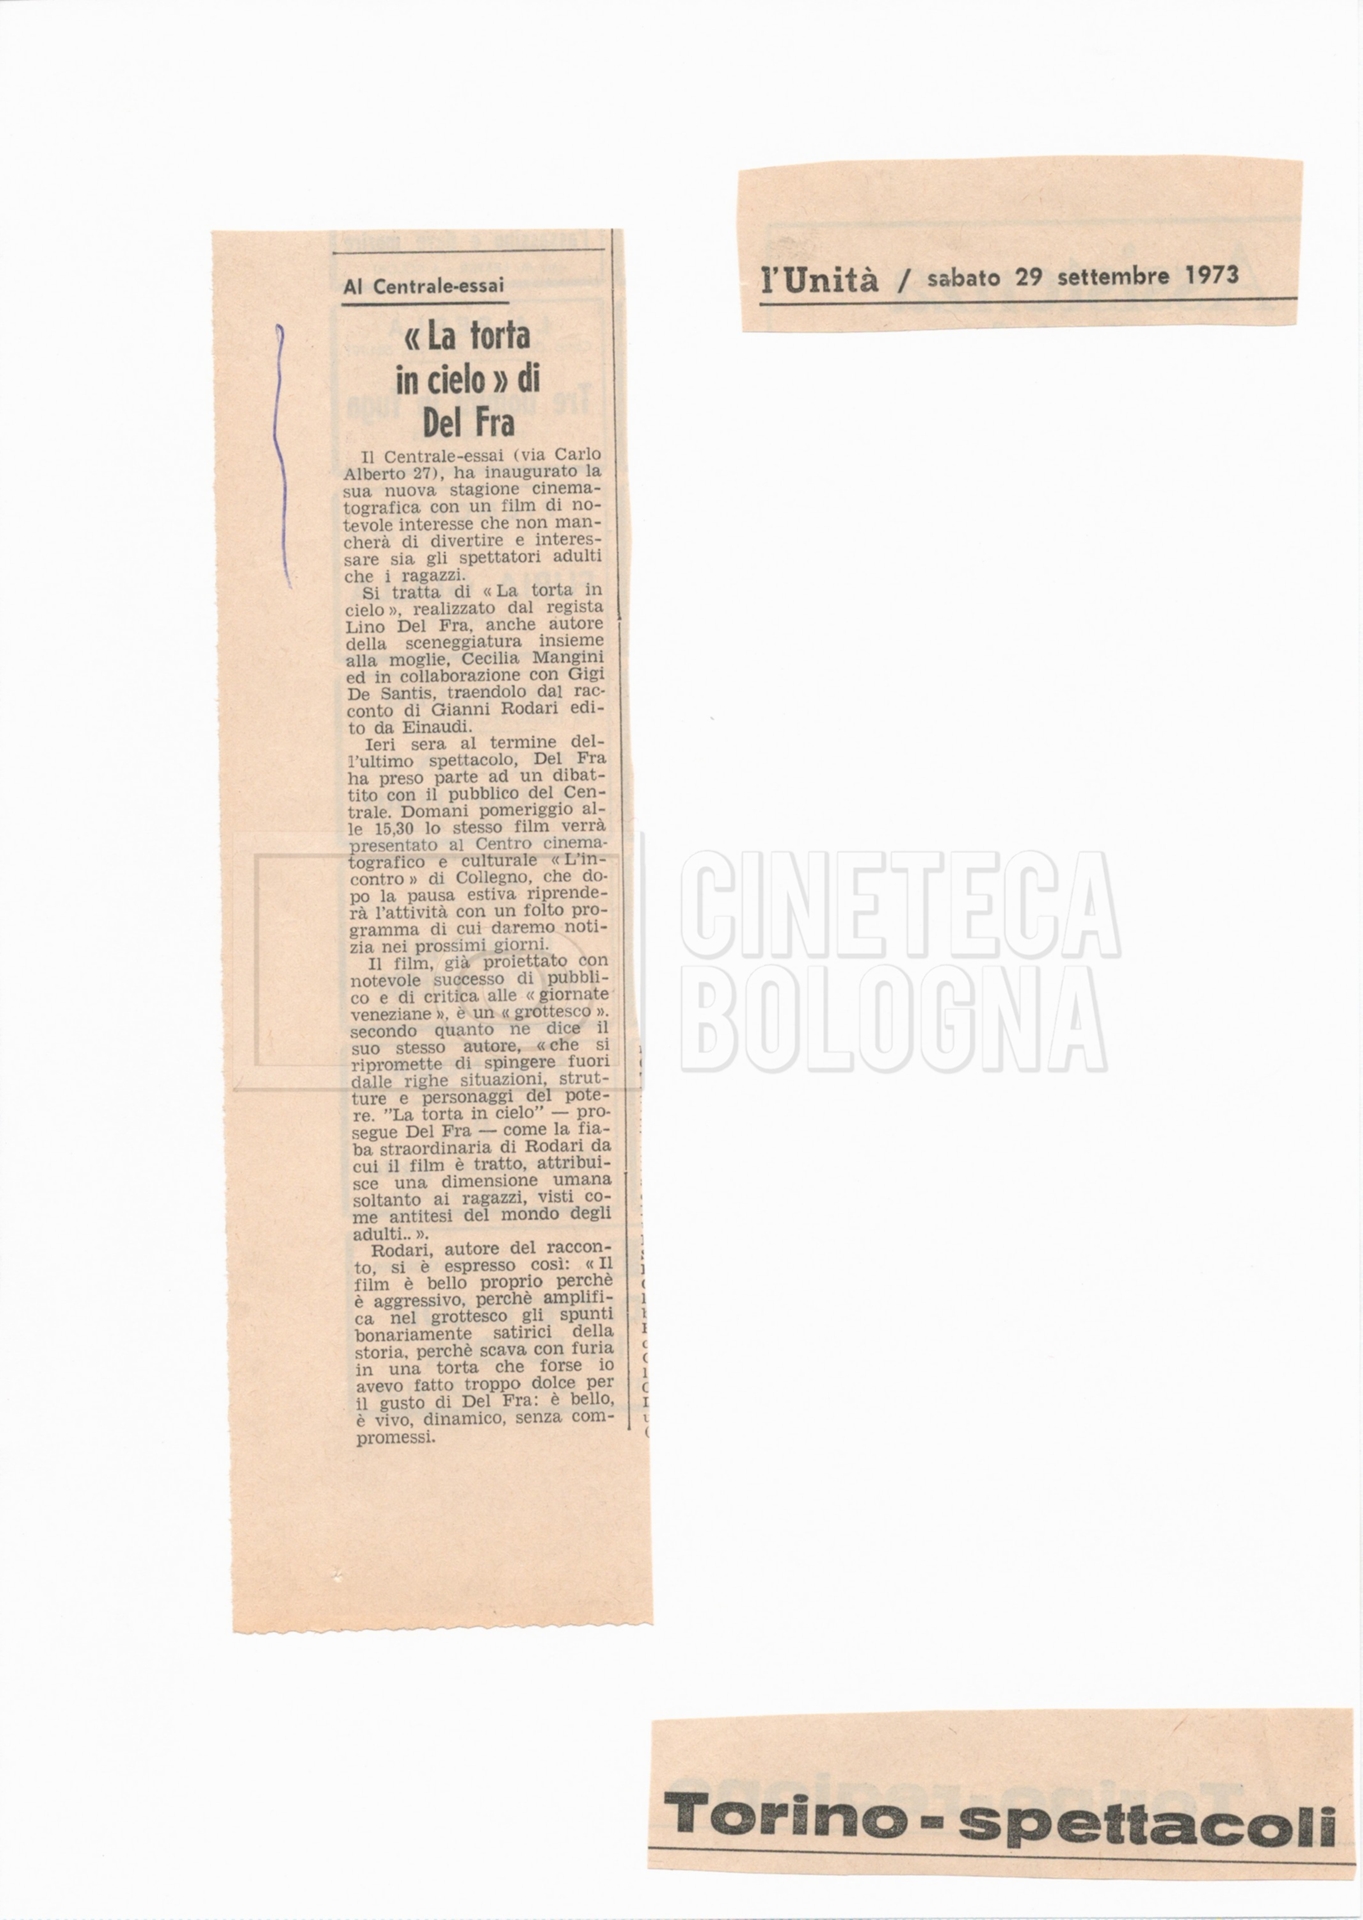 l'Unità / sabato 29 settembre 1973
Al Centrale-essai
« La torta
in cielo » di
Del Fra
Il Centrale-essai (via Carlo
Alberto 27), ha inaugurato la
sua nuova stagione cinema-
tografica con un film di no-
tevole interesse che non man-
cherà di divertire e interes-
sare sia gli spettatori adulti
che i ragazzi.
Si tratta di « La torta in
cielo », realizzato dal regista
Lino Del Fra, anche autore
della sceneggiatura insieme
alla moglie, Cecilia Mangini
ed in collaborazione con Gigi
De Santis, traendolo dal rac-
conto di Gianni Rodari edi-
to da Einaudi.
Ieri sera al termine del-
l'ultimo spettacolo, Del Fra
ha preso parte ad un dibat-
tito con il pubblico del Cen-
trale. Domani pomeriggio al-
le 15,30 lo stesso film verrà
presentato al Centro cinema-
tografico e culturale « L'in-
contro » di Collegno, che do-
po la pausa estiva riprende-
rà l'attività con un folto pro-
gramma di cui daremo noti-
zia nei prossimi giorni.
Il film, già proiettato con
notevole successo di pubbli-
co e di critica alle « giornate
veneziane », è un « grottesco ».
secondo quanto ne dice il
suo stesso autore, « che si
ripromette di spingere fuori
dalle righe situazioni, strut-
ture e personaggi del pote-
re. "La torta in cielo" — pro-
segue Del Fra — come la fia-
ba straordinaria di Rodari da
cui il film è tratto, attribui-
sce una dimensione umana
soltanto ai ragazzi, visti co-
me antitesi del mondo degli
adulti.. ».
Rodari, autore del raccon-
to, si è espresso così: « Il
film è bello proprio perchè
è aggressivo, perchè amplifi-
ca nel grottesco gli spunti
bonariamente satirici della
storia, perchè scava con furia
in una torta che forse io
avevo fatto troppo dolce per
il gusto di Del Fra: è bello,
è vivo, dinamico, senza com-
promessi.
CINETECA
BOLOGNA
Torino - spettacoli